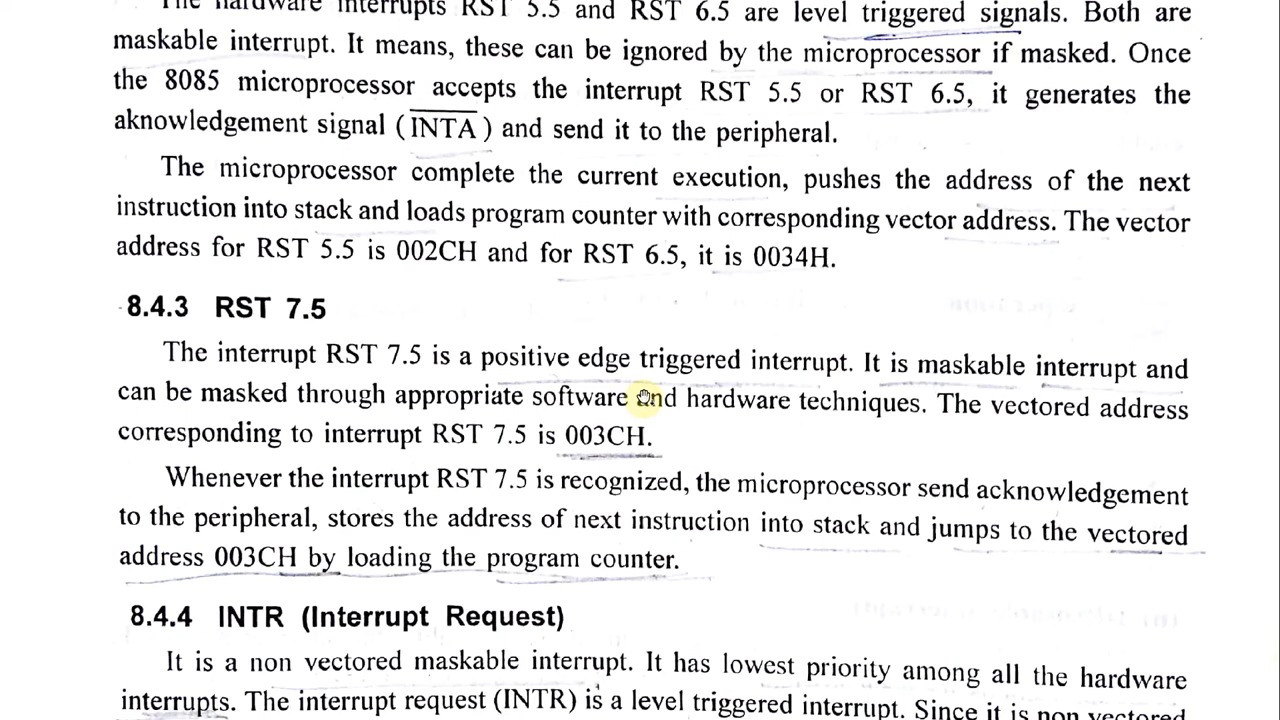 The hardware interrupts RST 5.5 and RST 6.5 are level triggered signals. Both are
maskable interrupt. It means, these can be ignored by the microprocessor if masked. Once
the 8085 microprocessor accepts the interrupt RST 5.5 or RST 6.5, it generates the
aknowledgement signal (I̅N̅T̅A̅) and send it to the peripheral.
The microprocessor complete the current execution, pushes the address of the next
instruction into stack and loads program counter with corresponding vector address. The vector
address for RST 5.5 is 002CH and for RST 6.5, it is 0034H.
8.4.3 RST 7.5
The interrupt RST 7.5 is a positive edge triggered interrupt. It is maskable interrupt and
can be masked through appropriate software and hardware techniques. The vectored address
corresponding to interrupt RST 7.5 is 003CH.
Whenever the interrupt RST 7.5 is recognized, the microprocessor send acknowledgement
to the peripheral, stores the address of next instruction into stack and jumps to the vectored
address 003CH by loading the program counter.
8.4.4 INTR (Interrupt Request)
It is a non vectored maskable interrupt. It has lowest priority among all the hardware
interrupts. The interrupt request (INTR) is a level triggered interrupt. Since it is non vectored